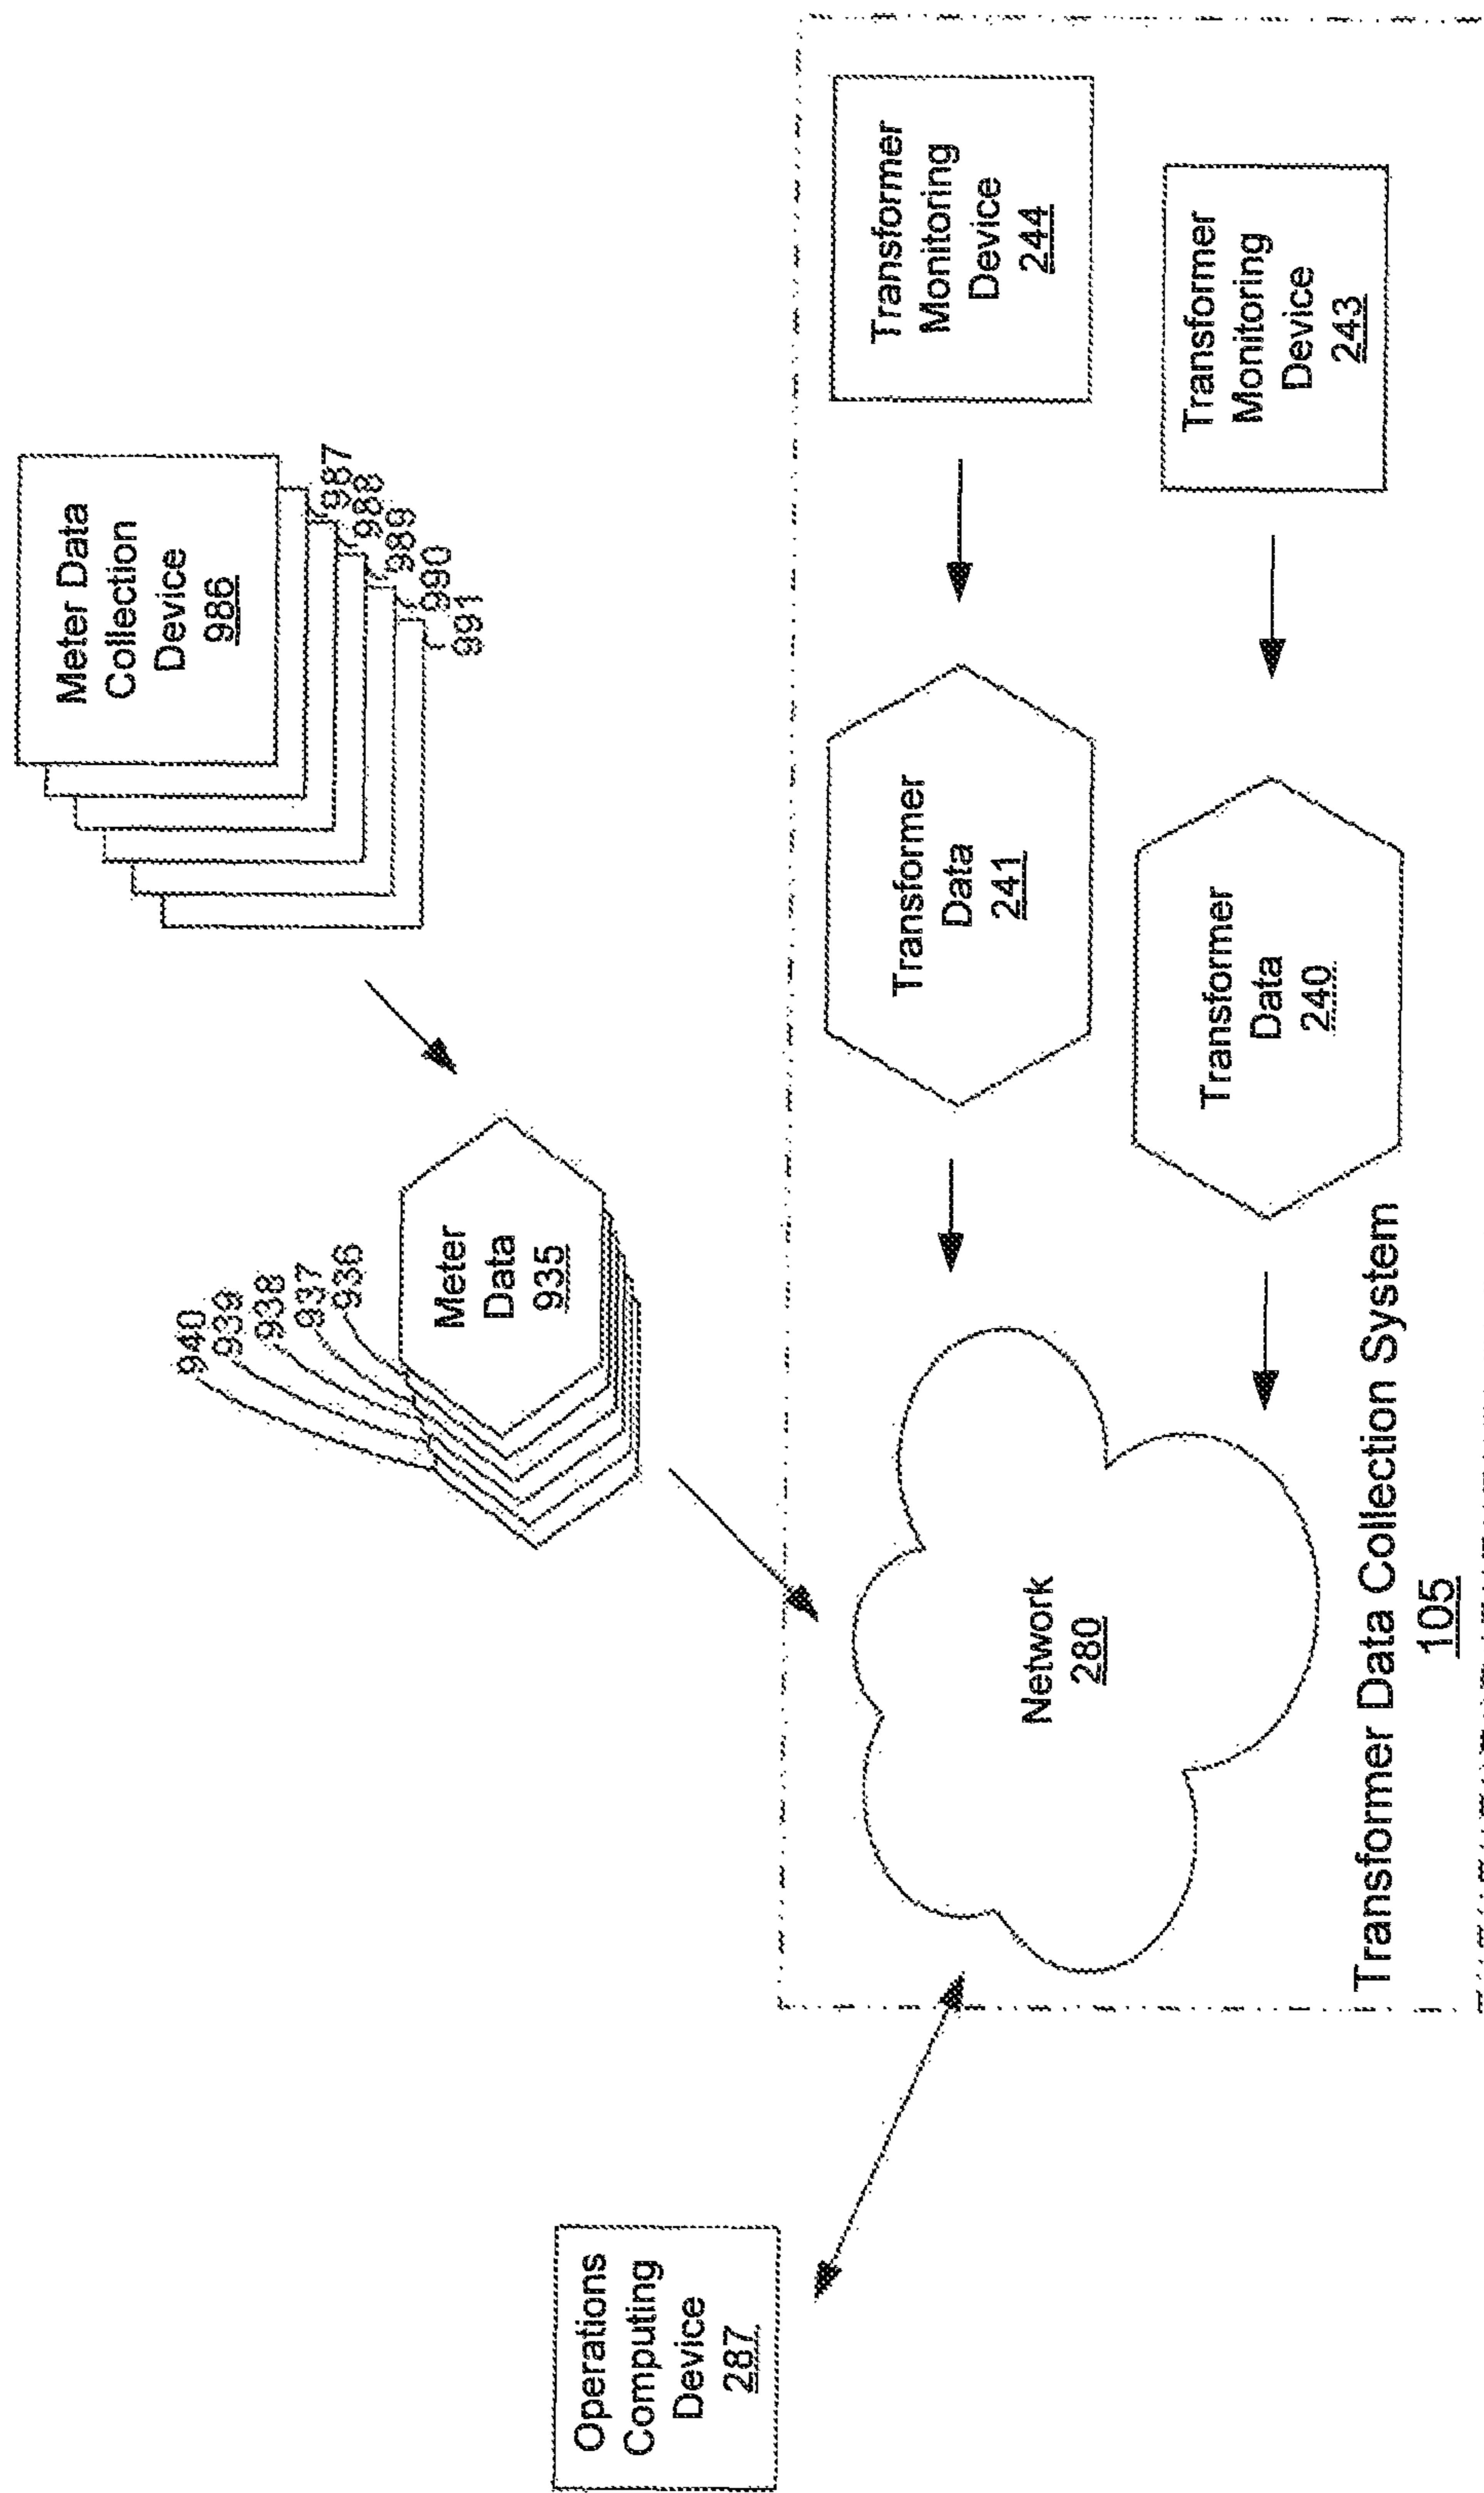 Meter Data
Collection
Device
986
987
988
989
990
991
940
939
938
937
936
Meter
Data
935
Operations
Computing
Device
287
Network
280
Transformer
Data
241
Transformer
Monitoring
Device
244
Transformer
Data
240
Transformer
Monitoring
Device
243
Transformer Data Collection System
105